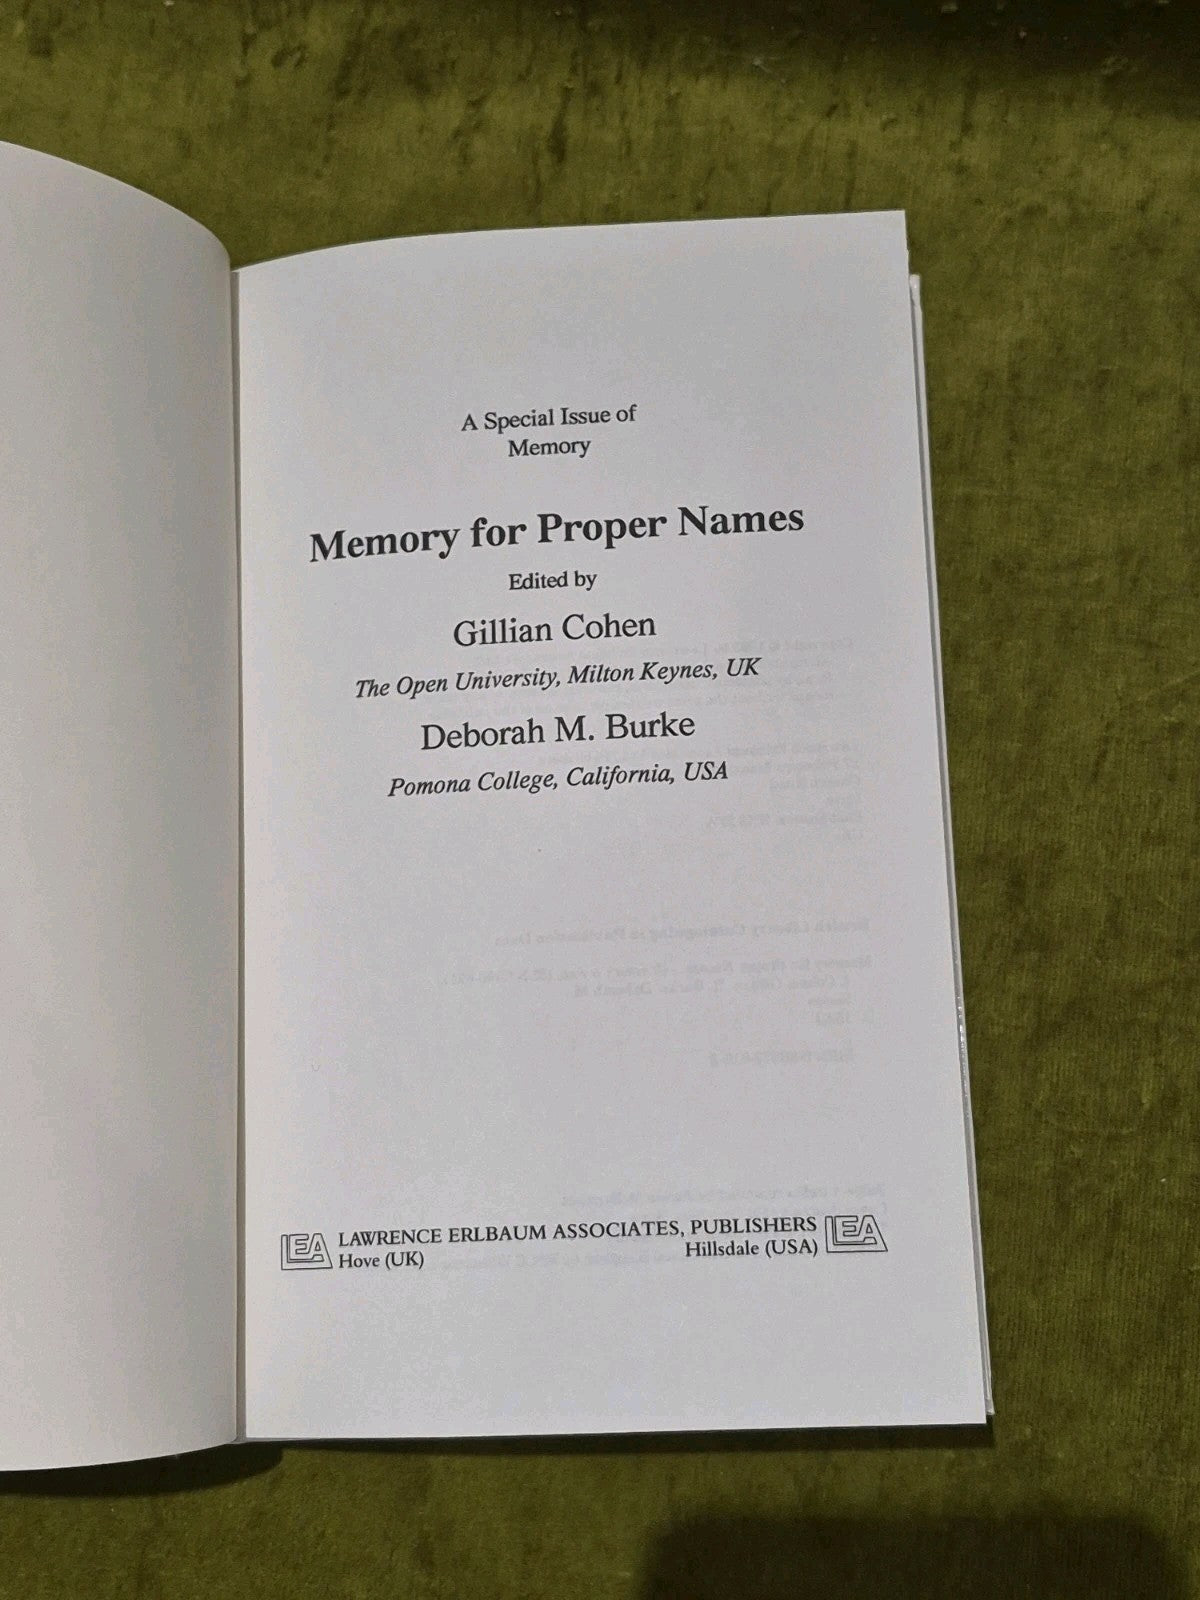 A Special Issue of
Memory
Memory for Proper Names
Edited by
Gillian Cohen
The Open University, Milton Keynes, UK
Deborah M. Burke
Pomona College, California, USA
LEA LAWRENCE ERLBAUM ASSOCIATES, PUBLISHERS LEA
Hove (UK) Hillsdale (USA)